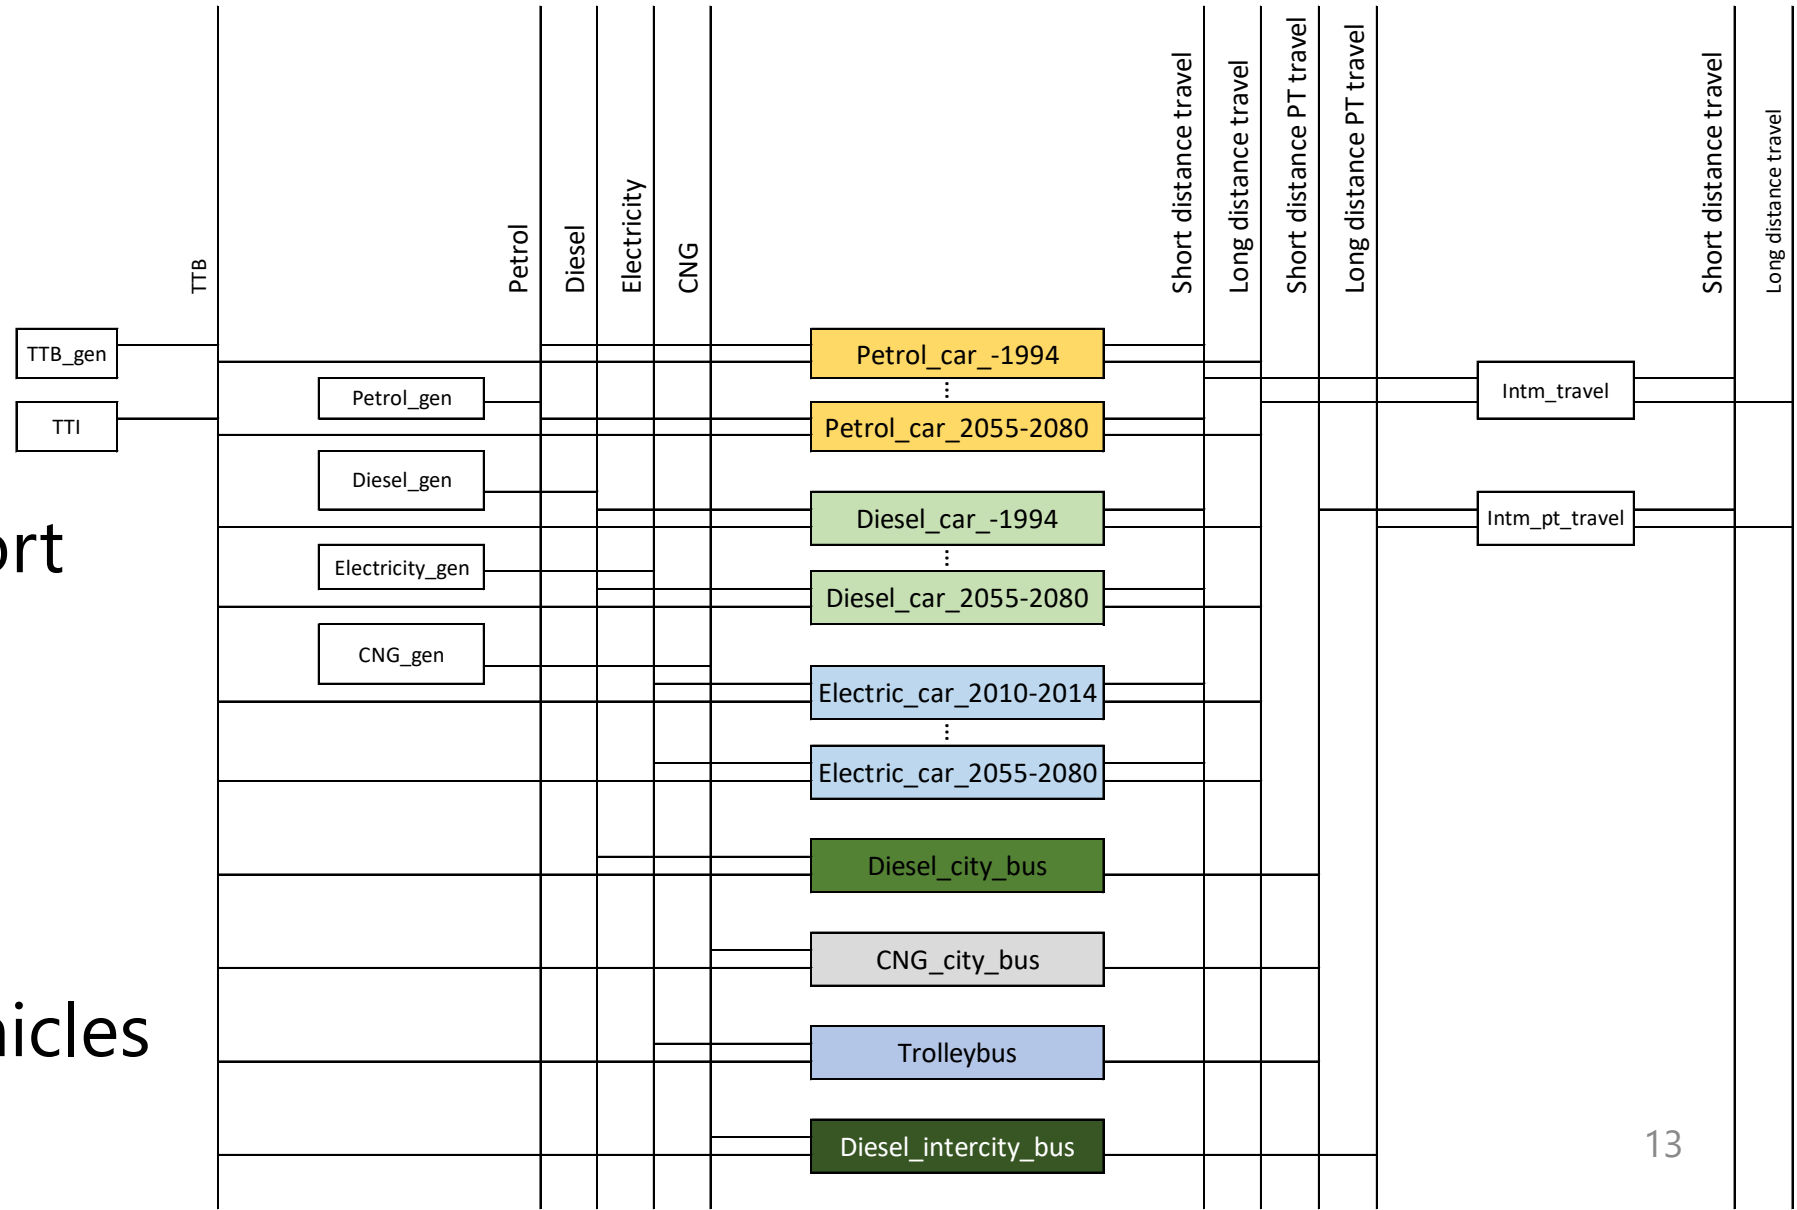 TTB
Petrol
Diesel
Electricity
CNG
Short distance travel
Long distance travel
Short distance PT travel
Long distance PT travel
Short distance travel
Long distance travel
TTB_gen
TTI
Petrol_gen
Diesel_gen
Electricity_gen
CNG_gen
Petrol_car_-1994
Petrol_car_2055-2080
Diesel_car_-1994
Diesel_car_2055-2080
Electric_car_2010-2014
Electric_car_2055-2080
Diesel_city_bus
CNG_city_bus
Trolleybus
Diesel_intercity_bus
Intm_travel
Intm_pt_travel
ort
icles
13